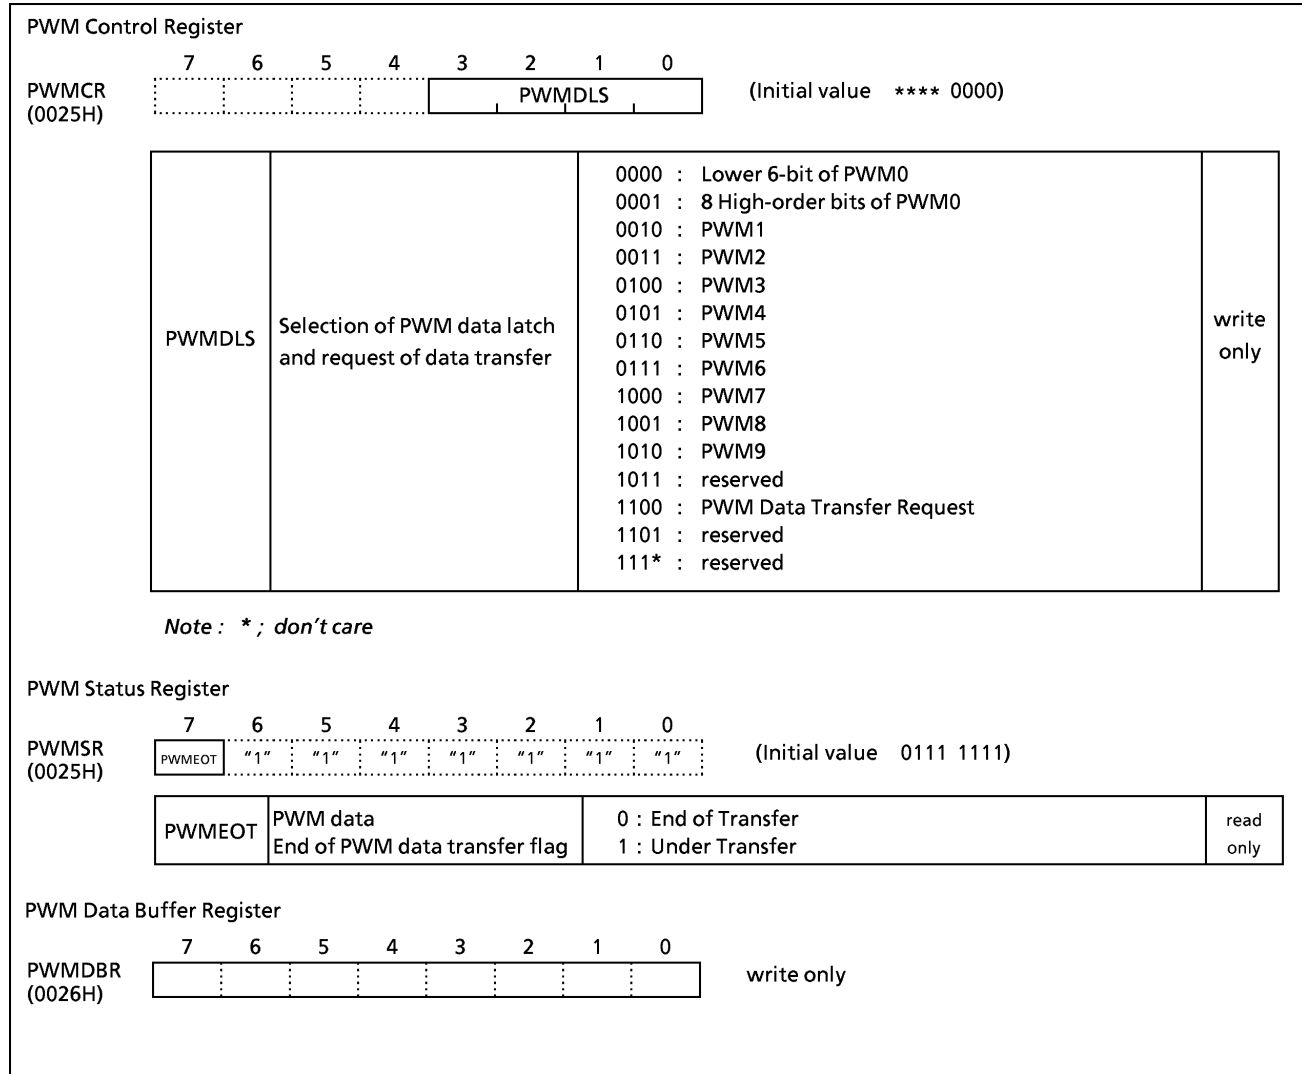 PWM Control Register
7 6 5 4 3 2 1 0
PWMCR PWMDLS (Initial value **** 0000)
(0025H)
0000 : Lower 6-bit of PWM0
0001 : 8 High-order bits of PWM0
0010 : PWM1
0011 : PWM2
0100 : PWM3
0101 : PWM4
0110 : PWM5
0111 : PWM6
1000 : PWM7
1001 : PWM8
1010 : PWM9
1011 : reserved
1100 : PWM Data Transfer Request
1101 : reserved
111* : reserved
PWMDLS
Selection of PWM data latch
and request of data transfer
write
only
Note : * ; don't care
PWM Status Register
7 6 5 4 3 2 1 0
PWMSR PWMEOT "1" "1" "1" "1" "1" "1" "1" (Initial value 0111 1111)
(0025H)
PWMEOT
PWM data
End of PWM data transfer flag
0 : End of Transfer
1 : Under Transfer
read
only
PWM Data Buffer Register
7 6 5 4 3 2 1 0
PWMDBR write only
(0026H)